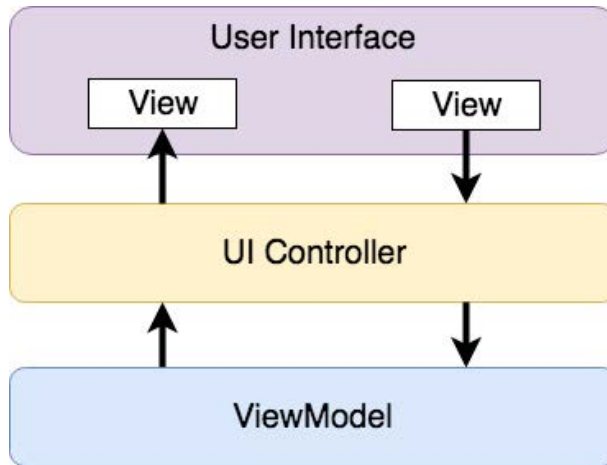 User Interface
View
View
UI Controller
ViewModel